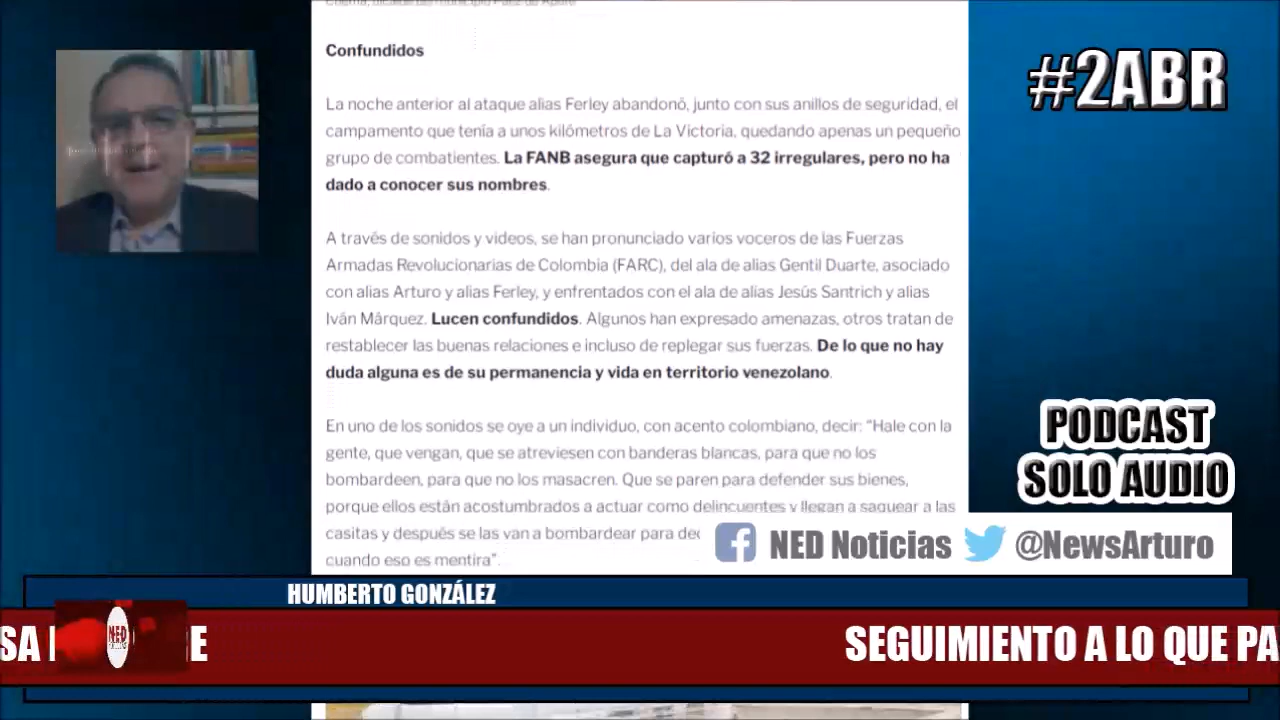 Confundidos
La noche anterior al ataque alias Ferley abandonó, junto con sus anillos de seguridad, el
campamento que tenía a unos kilómetros de La Victoria, quedando apenas un pequeño
grupo de combatientes. La FANB asegura que capturó a 32 irregulares, pero no ha
dado a conocer sus nombres.
A través de sonidos y videos, se han pronunciado varios voceros de las Fuerzas
Armadas Revolucionarias de Colombia (FARC), del ala de alias Gentil Duarte, asociado
con alias Arturo y alias Ferley, y enfrentados con el ala de alias Jesús Santrich y alias
Iván Márquez. Lucen confundidos. Algunos han expresado amenazas, otros tratan de
restablecer las buenas relaciones e incluso de replegar sus fuerzas. De lo que no hay
duda alguna es de su permanencia y vida en territorio venezolano.
En uno de los sonidos se oye a un individuo, con acento colombiano, decir: “Hale con la
gente, que vengan, que se atreviesen con banderas blancas, para que no los
bombardeen, para que no los masacren. Que se paren para defender sus bienes,
porque ellos están acostumbrados a actuar como delincuentes y llegan a saquear a las
casitas y después se las van a bombardear para
cuando eso es mentira”.
#2ABR
PODCAST
SOLO AUDIO
NED Noticias @NewsArturo
HUMBERTO GONZÁLEZ
SA
NED
E
SEGUIMIENTO A LO QUE PA